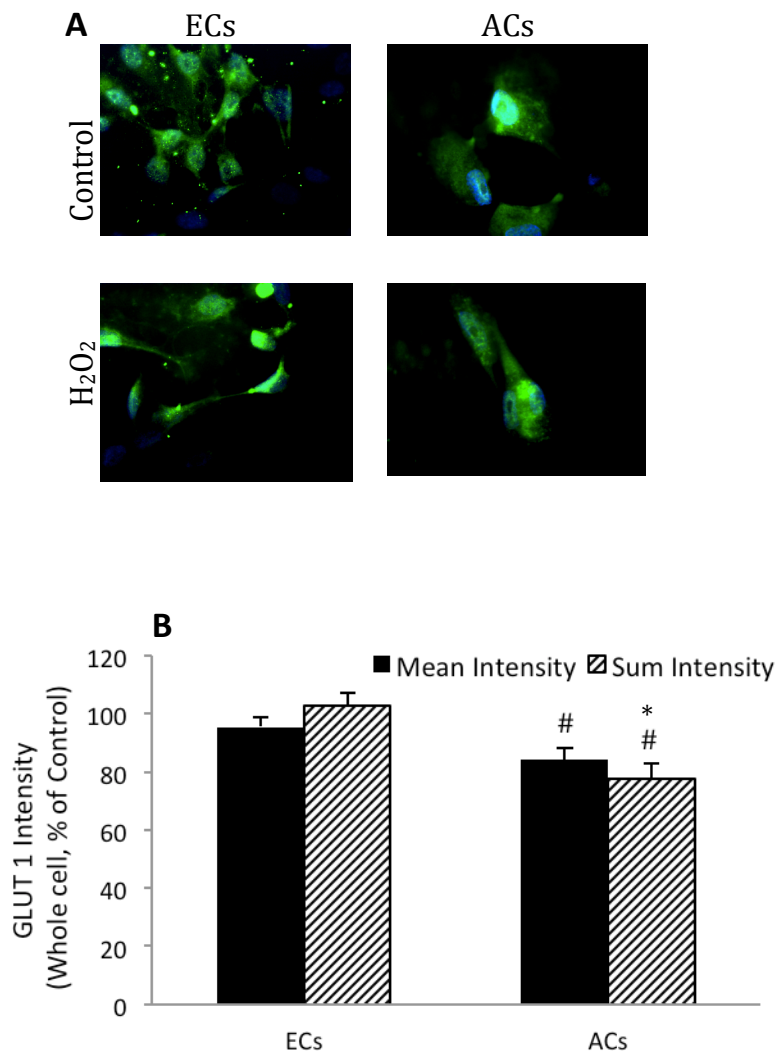 A
ECs ACs
Control
H₂O₂
B
Mean Intensity Sum Intensity
GLUT 1 Intensity
(Whole cell, % of Control)
120
100
80
60
40
20
0
# *
#
ECs ACs